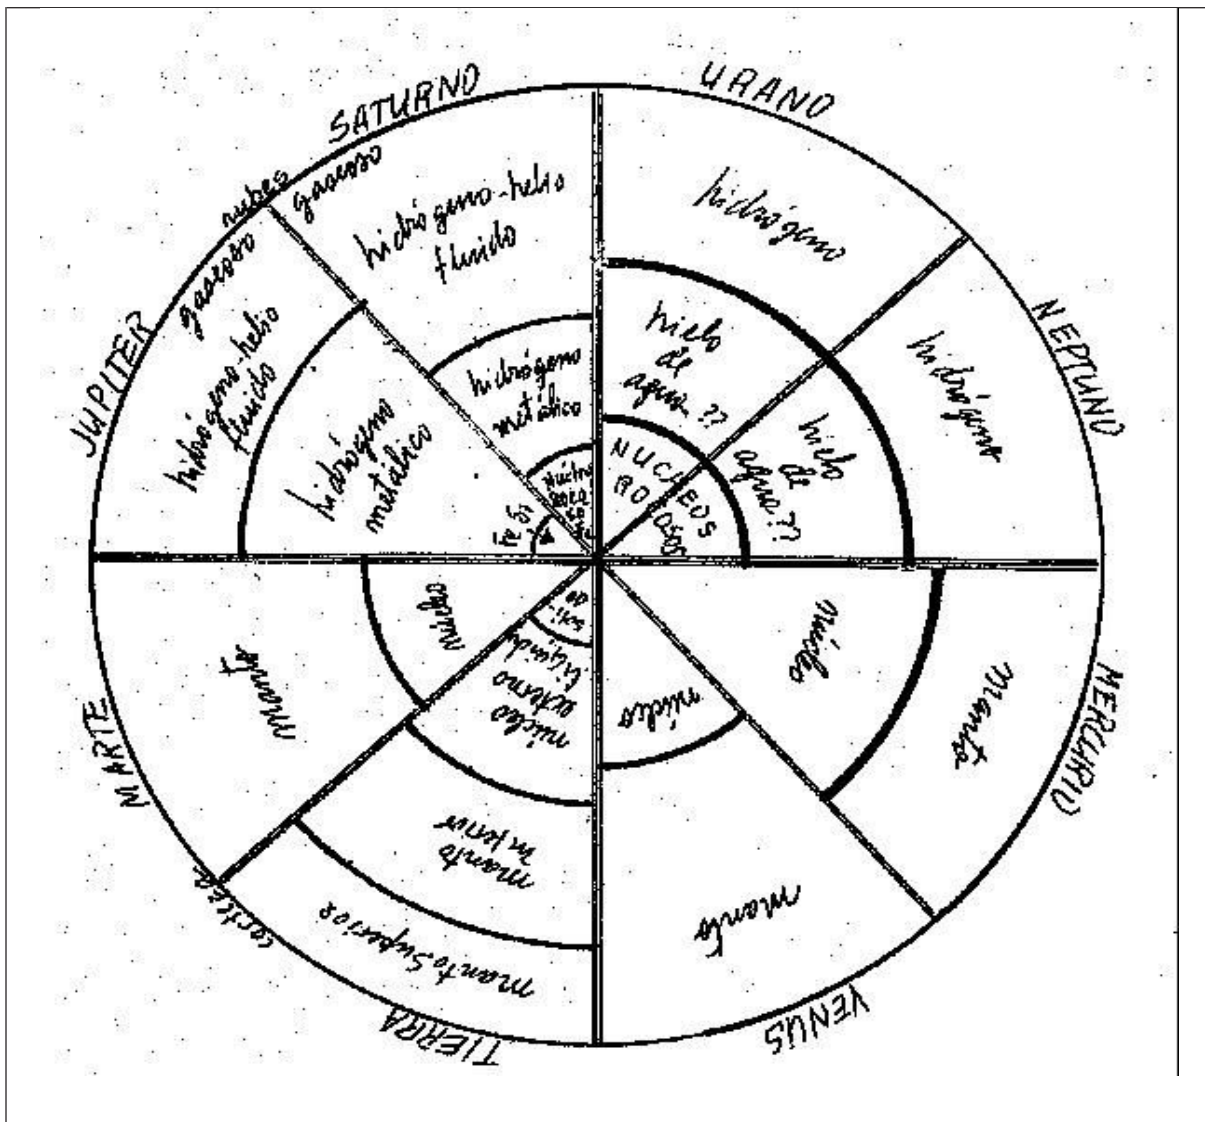 SATURNO
nubes
gaseoso
hidrógeno-helio
fluido
hidrógeno
metálico
URANO
hidrógeno
hielo
de
agua ??
NUCLEOS
NEPTUNO
hidrógeno
hielo
de
agua ??
MERCURIO
manto
núcleo
VENUS
manto
núcleo
TIERRA
corteza
manto Superior
manto
inferior
núcleo
externo
líquido
sóli-
do
MARTE
manto
núcleo
JUPITER
gaseoso
hidrógeno-helio
fluido
hidrógeno
metálico